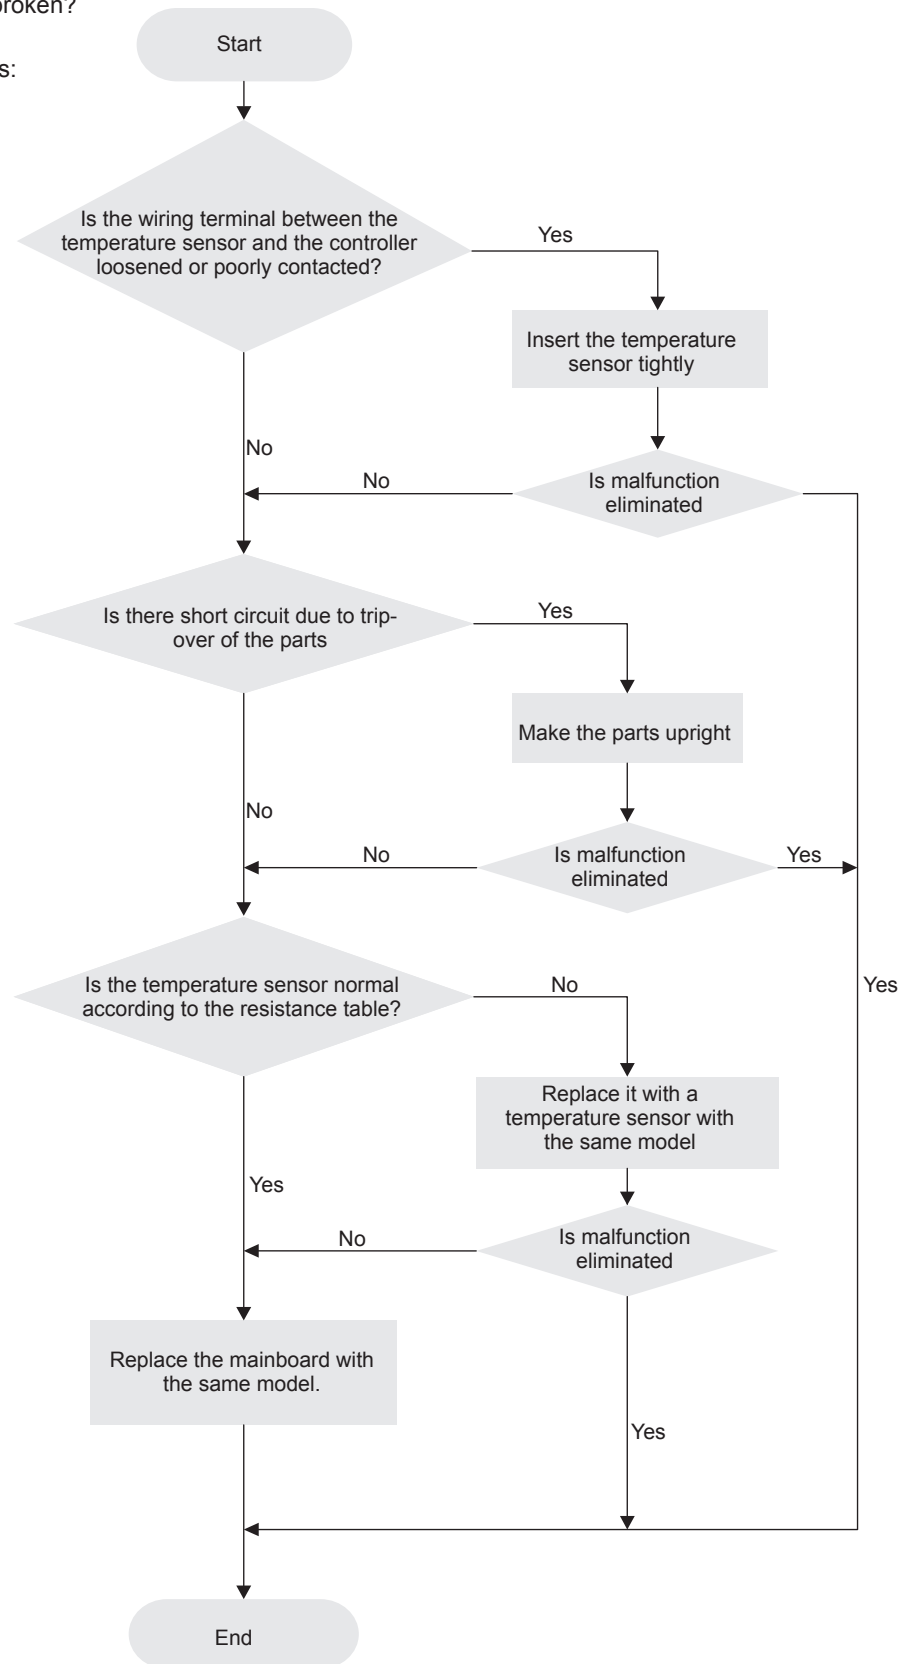 broken?
Start
s:
Is the wiring terminal between the
temperature sensor and the controller
loosened or poorly contacted?
Yes
Insert the temperature
sensor tightly
No
No
Is malfunction
eliminated
Is there short circuit due to trip-
over of the parts
Yes
Make the parts upright
No
No
Is malfunction
eliminated
Yes
Is the temperature sensor normal
according to the resistance table?
No
Yes
Replace it with a
temperature sensor with
the same model
Yes
No
Is malfunction
eliminated
Replace the mainboard with
the same model.
Yes
End